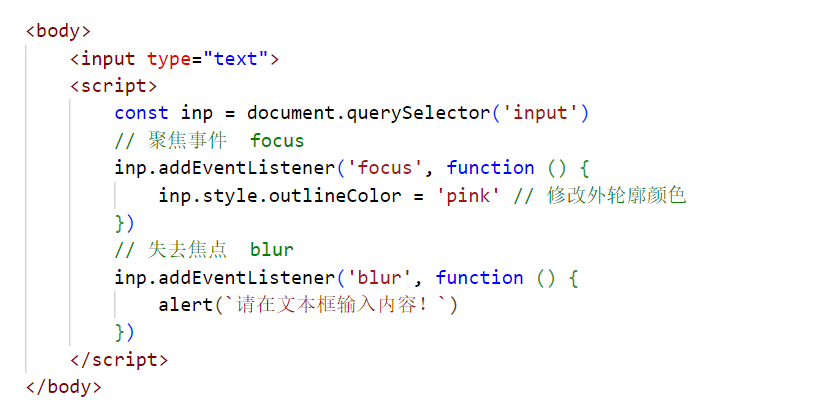 <body>
<input type="text">
<script>
const inp = document.querySelector('input')
// 聚焦事件  focus
inp.addEventListener('focus', function () {
inp.style.outlineColor = 'pink' // 修改外轮廓颜色
})
// 失去焦点  blur
inp.addEventListener('blur', function () {
alert(`请在文本框输入内容！`)
})
</script>
</body>